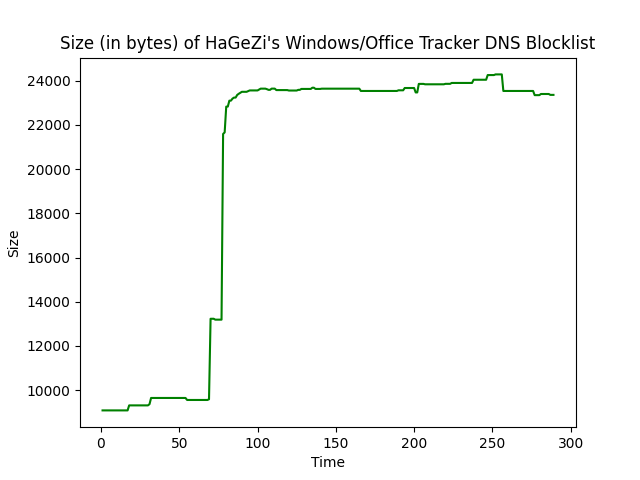 Size (in bytes) of HaGeZi's Windows/Office Tracker DNS Blocklist
24000
22000
20000
18000
16000
14000
12000
10000
Size
0 50 100 150 200 250 300
Time